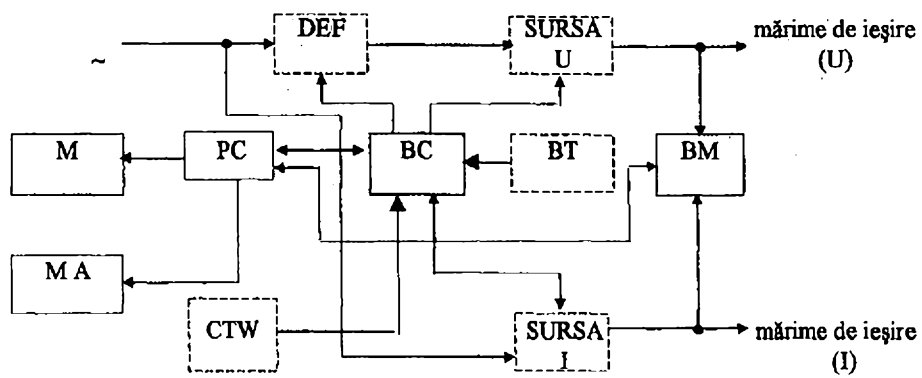 DEF
SURSA
U
mărime de ieşire
(U)
~
M
PC
BC
BT
BM
M A
CTW
SURSA
I
mărime de ieşire
(I)